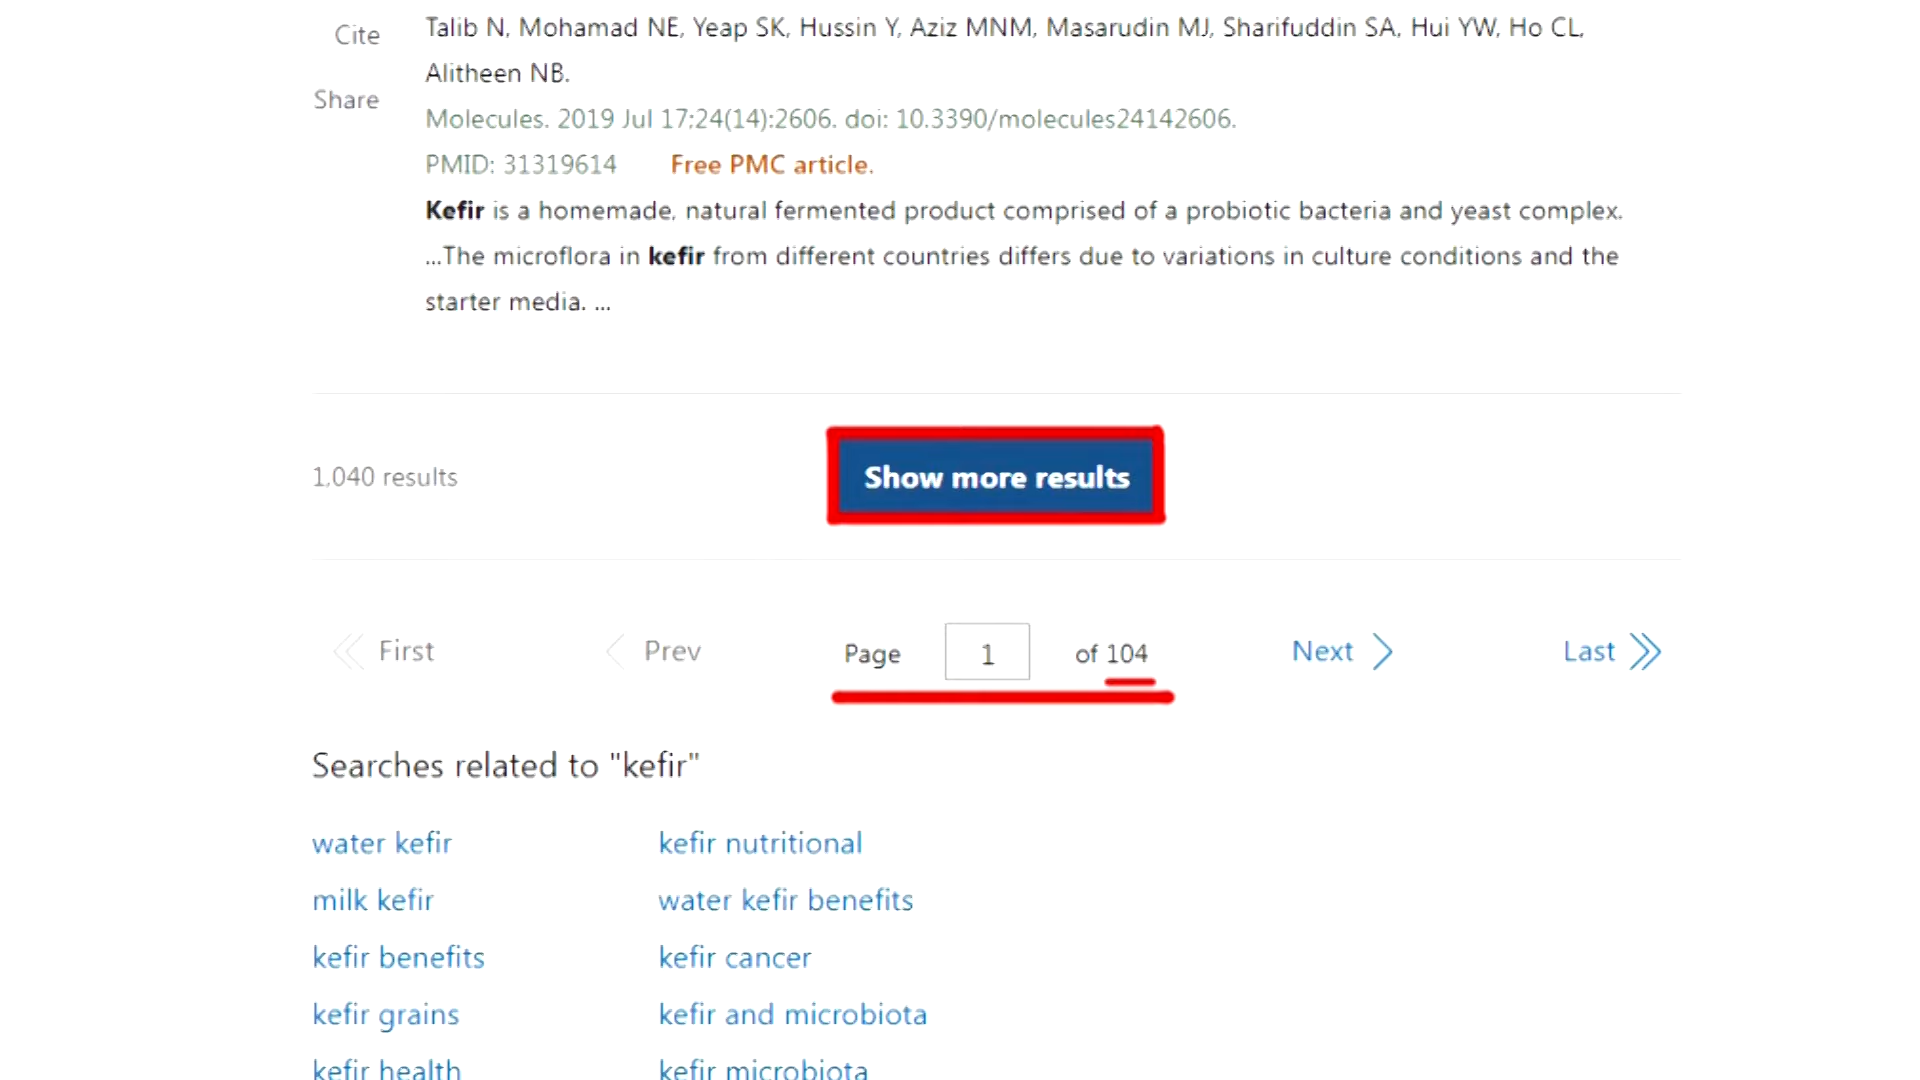 Cite
Share
Talib N, Mohamad NE, Yeap SK, Hussin Y, Aziz MNM, Masarudin MJ, Sharifuddin SA, Hui YW, Ho CL,
Alitheen NB.
Molecules. 2019 Jul 17;24(14):2606. doi: 10.3390/molecules24142606.
PMID: 31319614 Free PMC article.
Kefir is a homemade, natural fermented product comprised of a probiotic bacteria and yeast complex.
...The microflora in kefir from different countries differs due to variations in culture conditions and the
starter media. ...
1,040 results
Show more results
First Prev Page 1 of 104 Next Last
Searches related to "kefir"
water kefir kefir nutritional
milk kefir water kefir benefits
kefir benefits kefir cancer
kefir grains kefir and microbiota
kefir health kefir microbiota